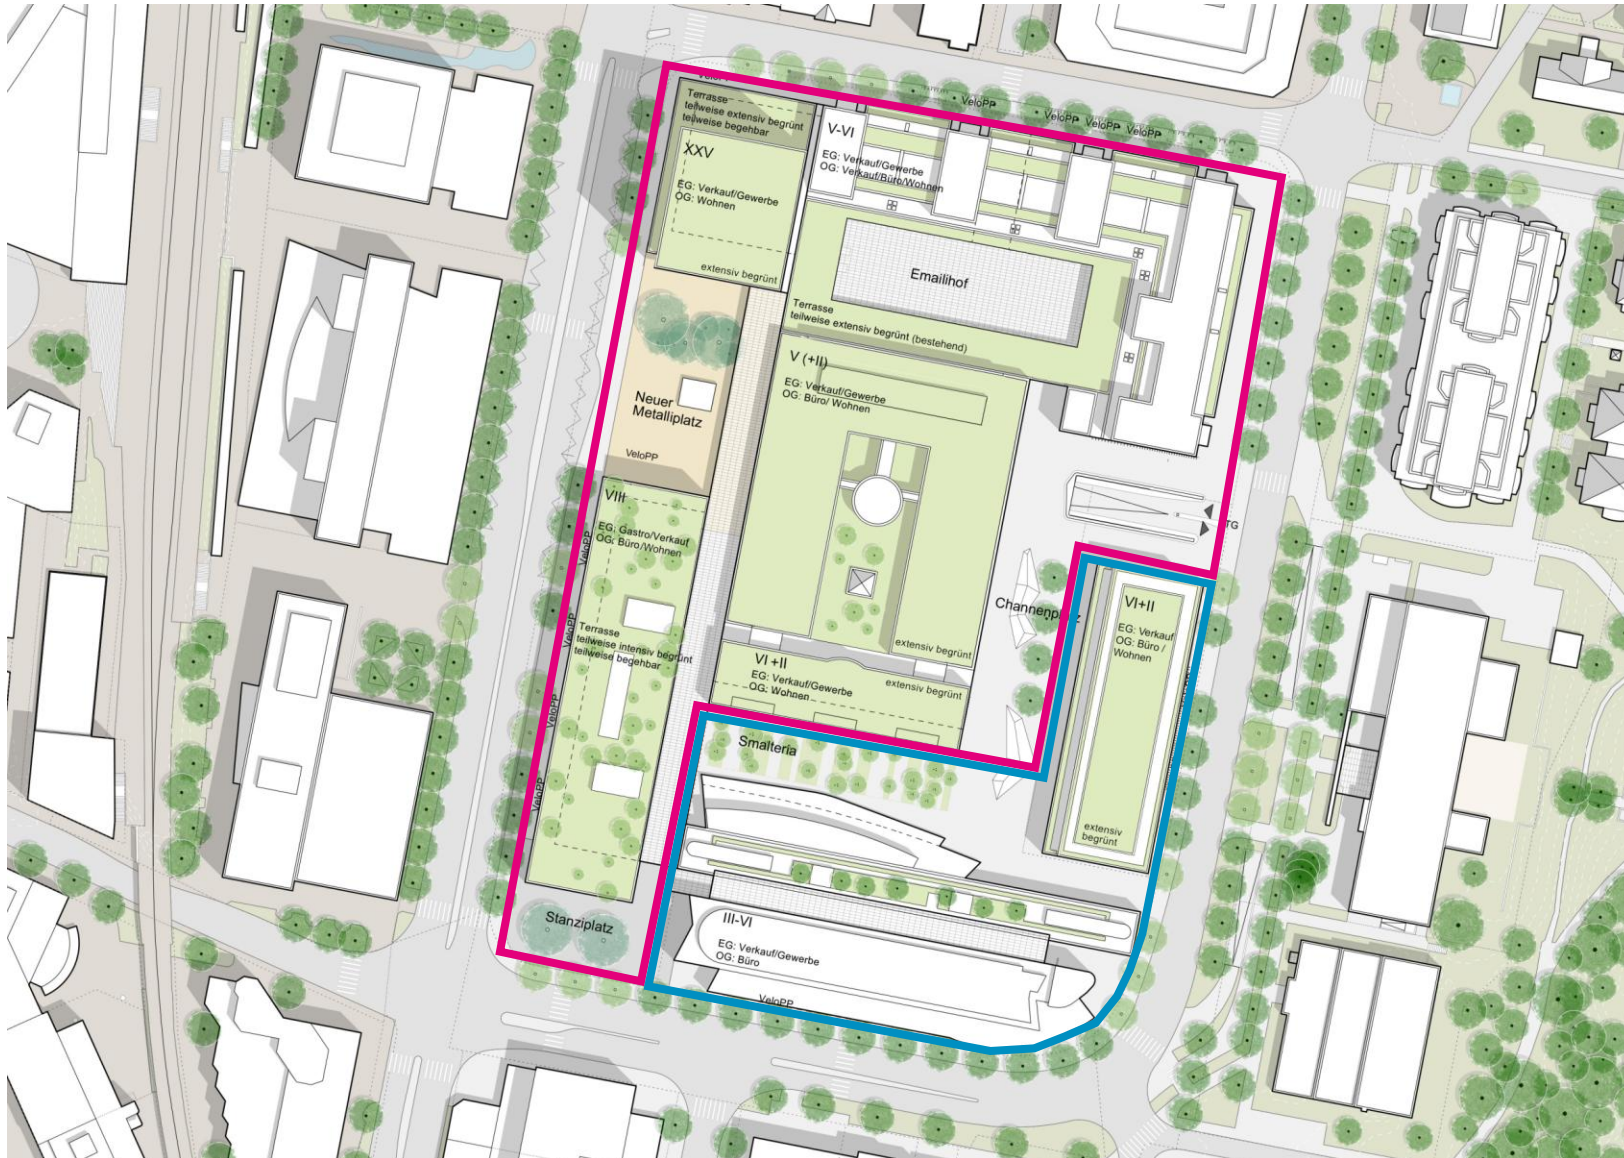 VeloPP
VeloPP
VeloPP
VeloPP
Terrasse
teilweise extensiv begrünt
teilweise begehbar
XXV
EG: Verkauf/Gewerbe
OG: Wohnen
extensiv begrünt
V-VI
EG: Verkauf/Gewerbe
OG: Verkauf/Büro/Wohnen
Emailihof
Terrasse
teilweise extensiv begrünt (bestehend)
V (+II)
EG: Verkauf/Gewerbe
OG: Büro/ Wohnen
extensiv begrünt
Neuer
Metalliplatz
VeloPP
VIII
EG: Gastro/Verkauf
OG: Büro/Wohnen
VeloPP
VeloPP
VeloPP
VeloPP
Terrasse
teilweise intensiv begrünt
teilweise begehbar
TG
Channenplatz
VI+II
EG: Verkauf
OG: Büro /
Wohnen
extensiv
begrünt
VI +II
EG: Verkauf/Gewerbe
OG: Wohnen
extensiv begrünt
Smalteria
Stanziplatz
III-VI
EG: Verkauf/Gewerbe
OG: Büro
VeloPP